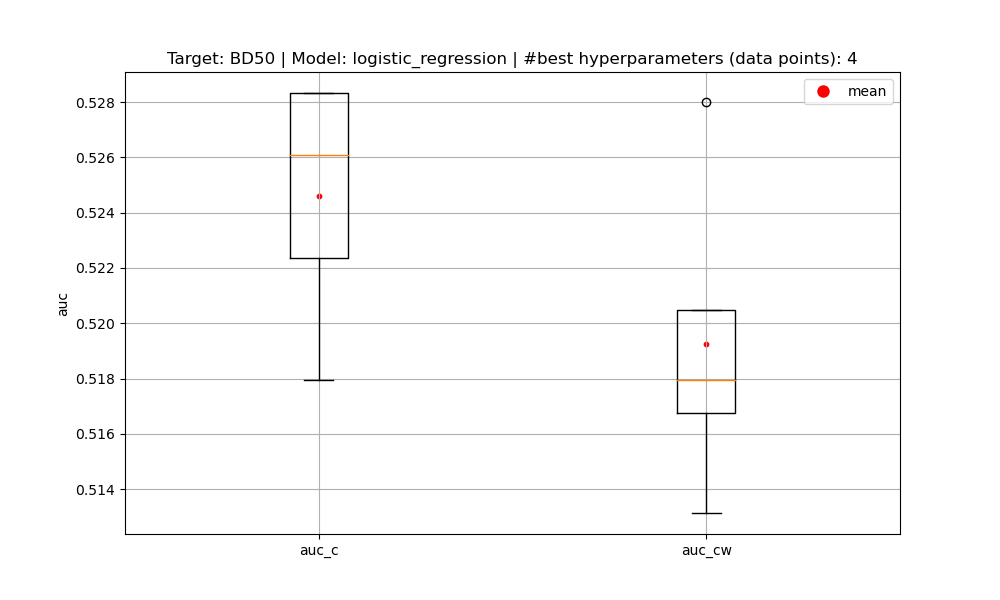 Target: BD50 | Model: logistic_regression | #best hyperparameters (data points): 4
mean
0.528
0.526
0.524
0.522
0.520
0.518
0.516
0.514
auc
auc_c
auc_cw